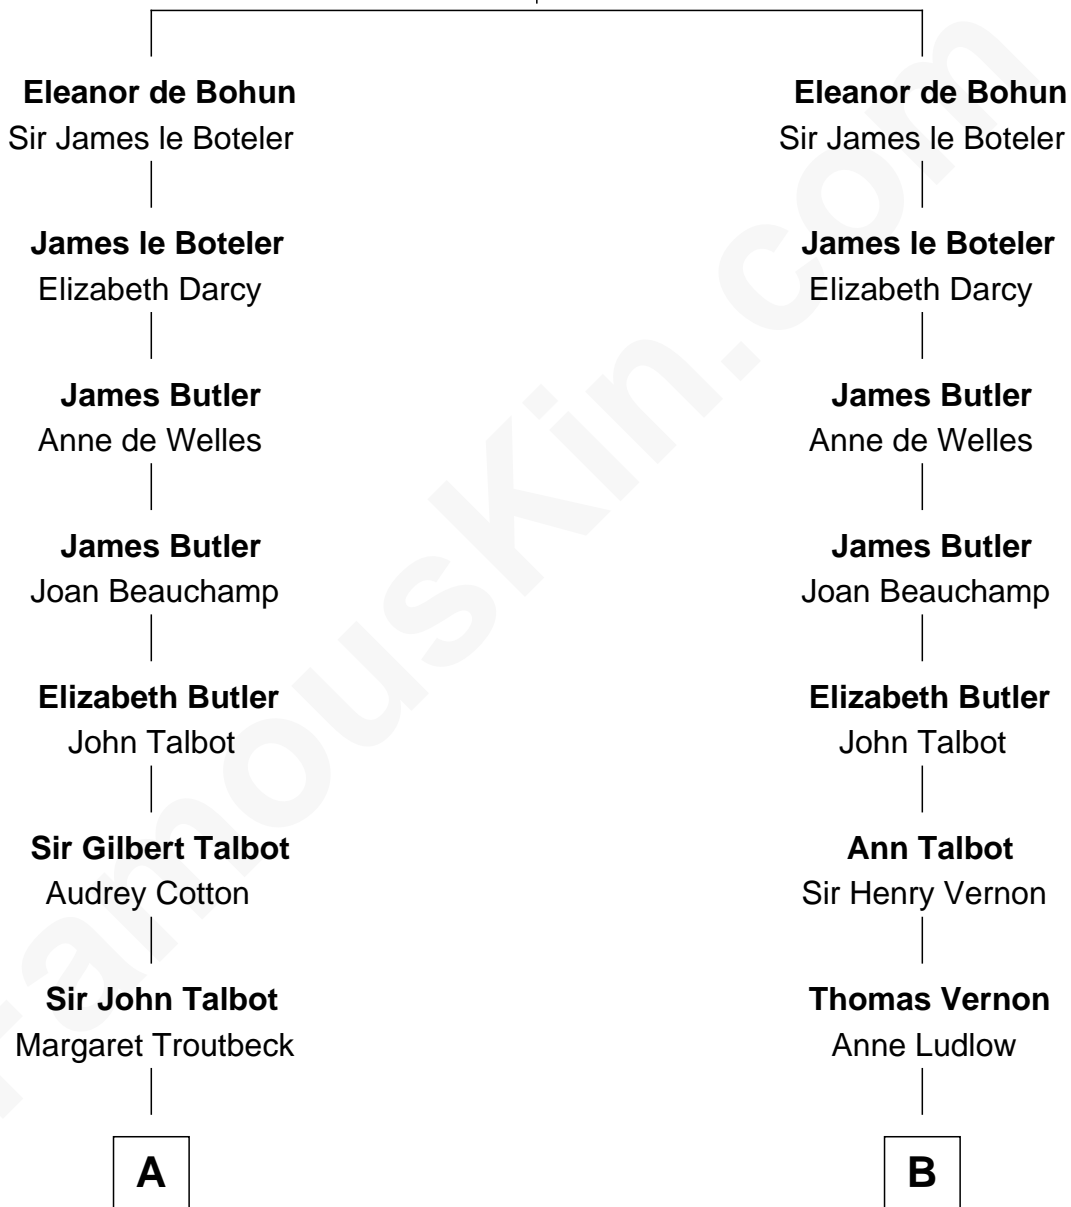 Eleanor de Bohun
Sir James le Boteler
James le Boteler
Elizabeth Darcy
James Butler
Anne de Welles
James Butler
Joan Beauchamp
Elizabeth Butler
John Talbot
Sir Gilbert Talbot
Audrey Cotton
Sir John Talbot
Margaret Troutbeck
A
Eleanor de Bohun
Sir James le Boteler
James le Boteler
Elizabeth Darcy
James Butler
Anne de Welles
James Butler
Joan Beauchamp
Elizabeth Butler
John Talbot
Ann Talbot
Sir Henry Vernon
Thomas Vernon
Anne Ludlow
B
FamousKin.com